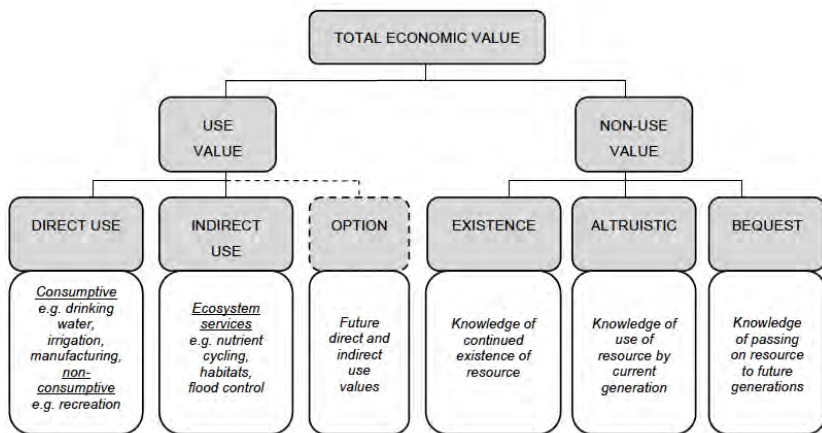 TOTAL ECONOMIC VALUE
USE
VALUE
NON-USE
VALUE
DIRECT USE
INDIRECT
USE
OPTION
EXISTENCE
ALTRUISTIC
BEQUEST
Consumptive
e.g. drinking
water,
irrigation,
manufacturing,
non-
consumptive
e.g. recreation
Ecosystem
services
e.g. nutrient
cycling,
habitats,
flood control
Future
direct and
indirect
use
values
Knowledge of
continued
existence of
resource
Knowledge of
use of
resource by
current
generation
Knowledge
of passing
on resource
to future
generations